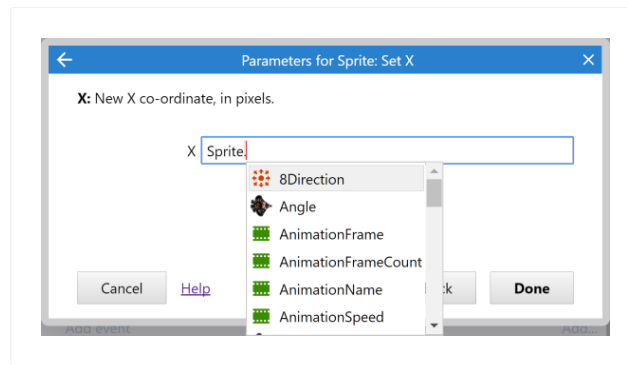 Parameters for Sprite: Set X
X: New X co-ordinate, in pixels.
X Sprite.
8Direction
Angle
AnimationFrame
AnimationFrameCount
AnimationName
AnimationSpeed
Cancel Help Done
Add event Add...